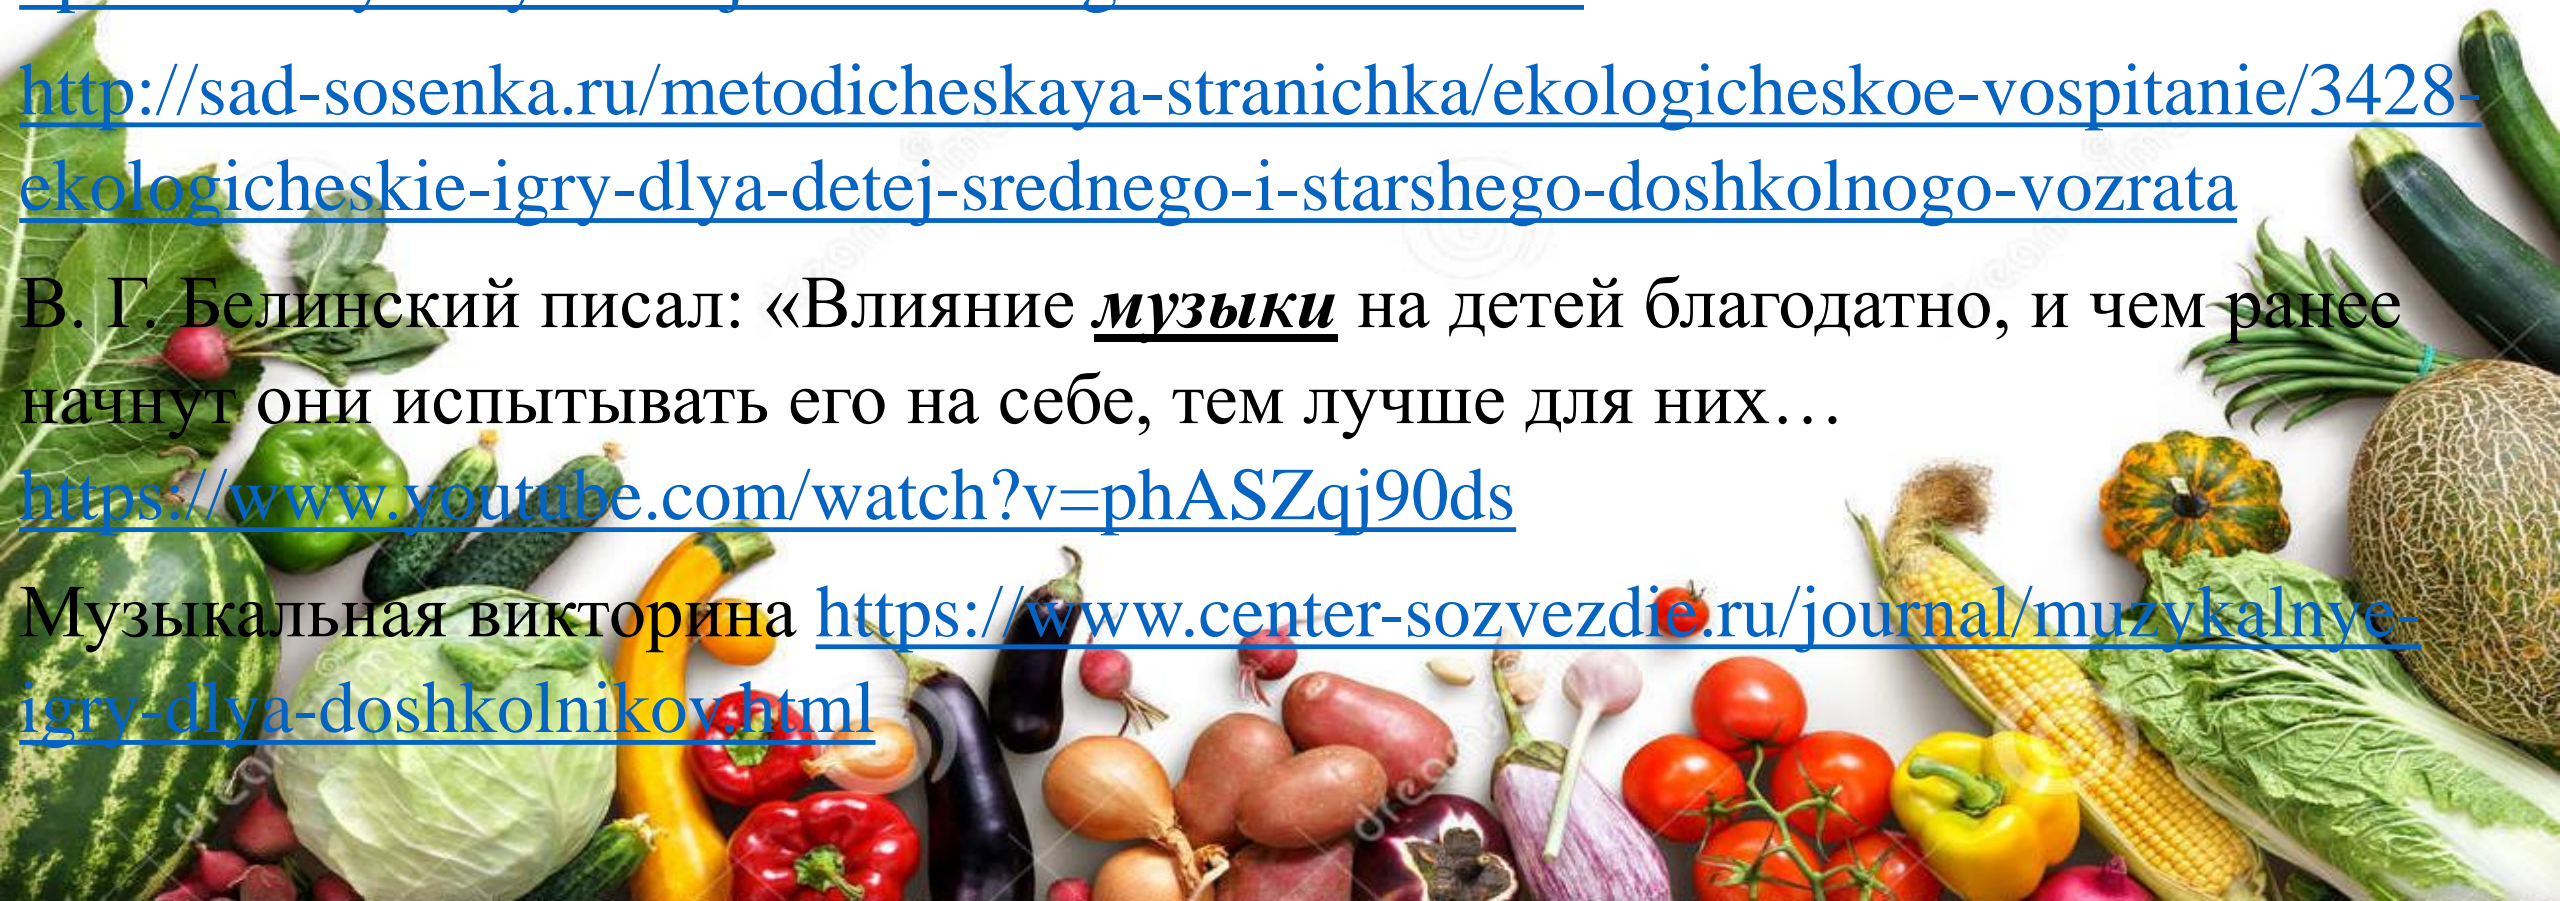 http://sad-sosenka.ru/metodicheskaya-stranichka/ekologicheskoe-vospitanie/3428-
ekologicheskie-igry-dlya-detej-srednego-i-starshego-doshkolnogo-vozrata
В. Г. Белинский писал: «Влияние музыки на детей благодатно, и чем ранее
начнут они испытывать его на себе, тем лучше для них…
https://www.youtube.com/watch?v=phASZqj90ds
Музыкальная викторина https://www.center-sozvezdie.ru/journal/muzykalnye-
igry-dlya-doshkolnikov.html